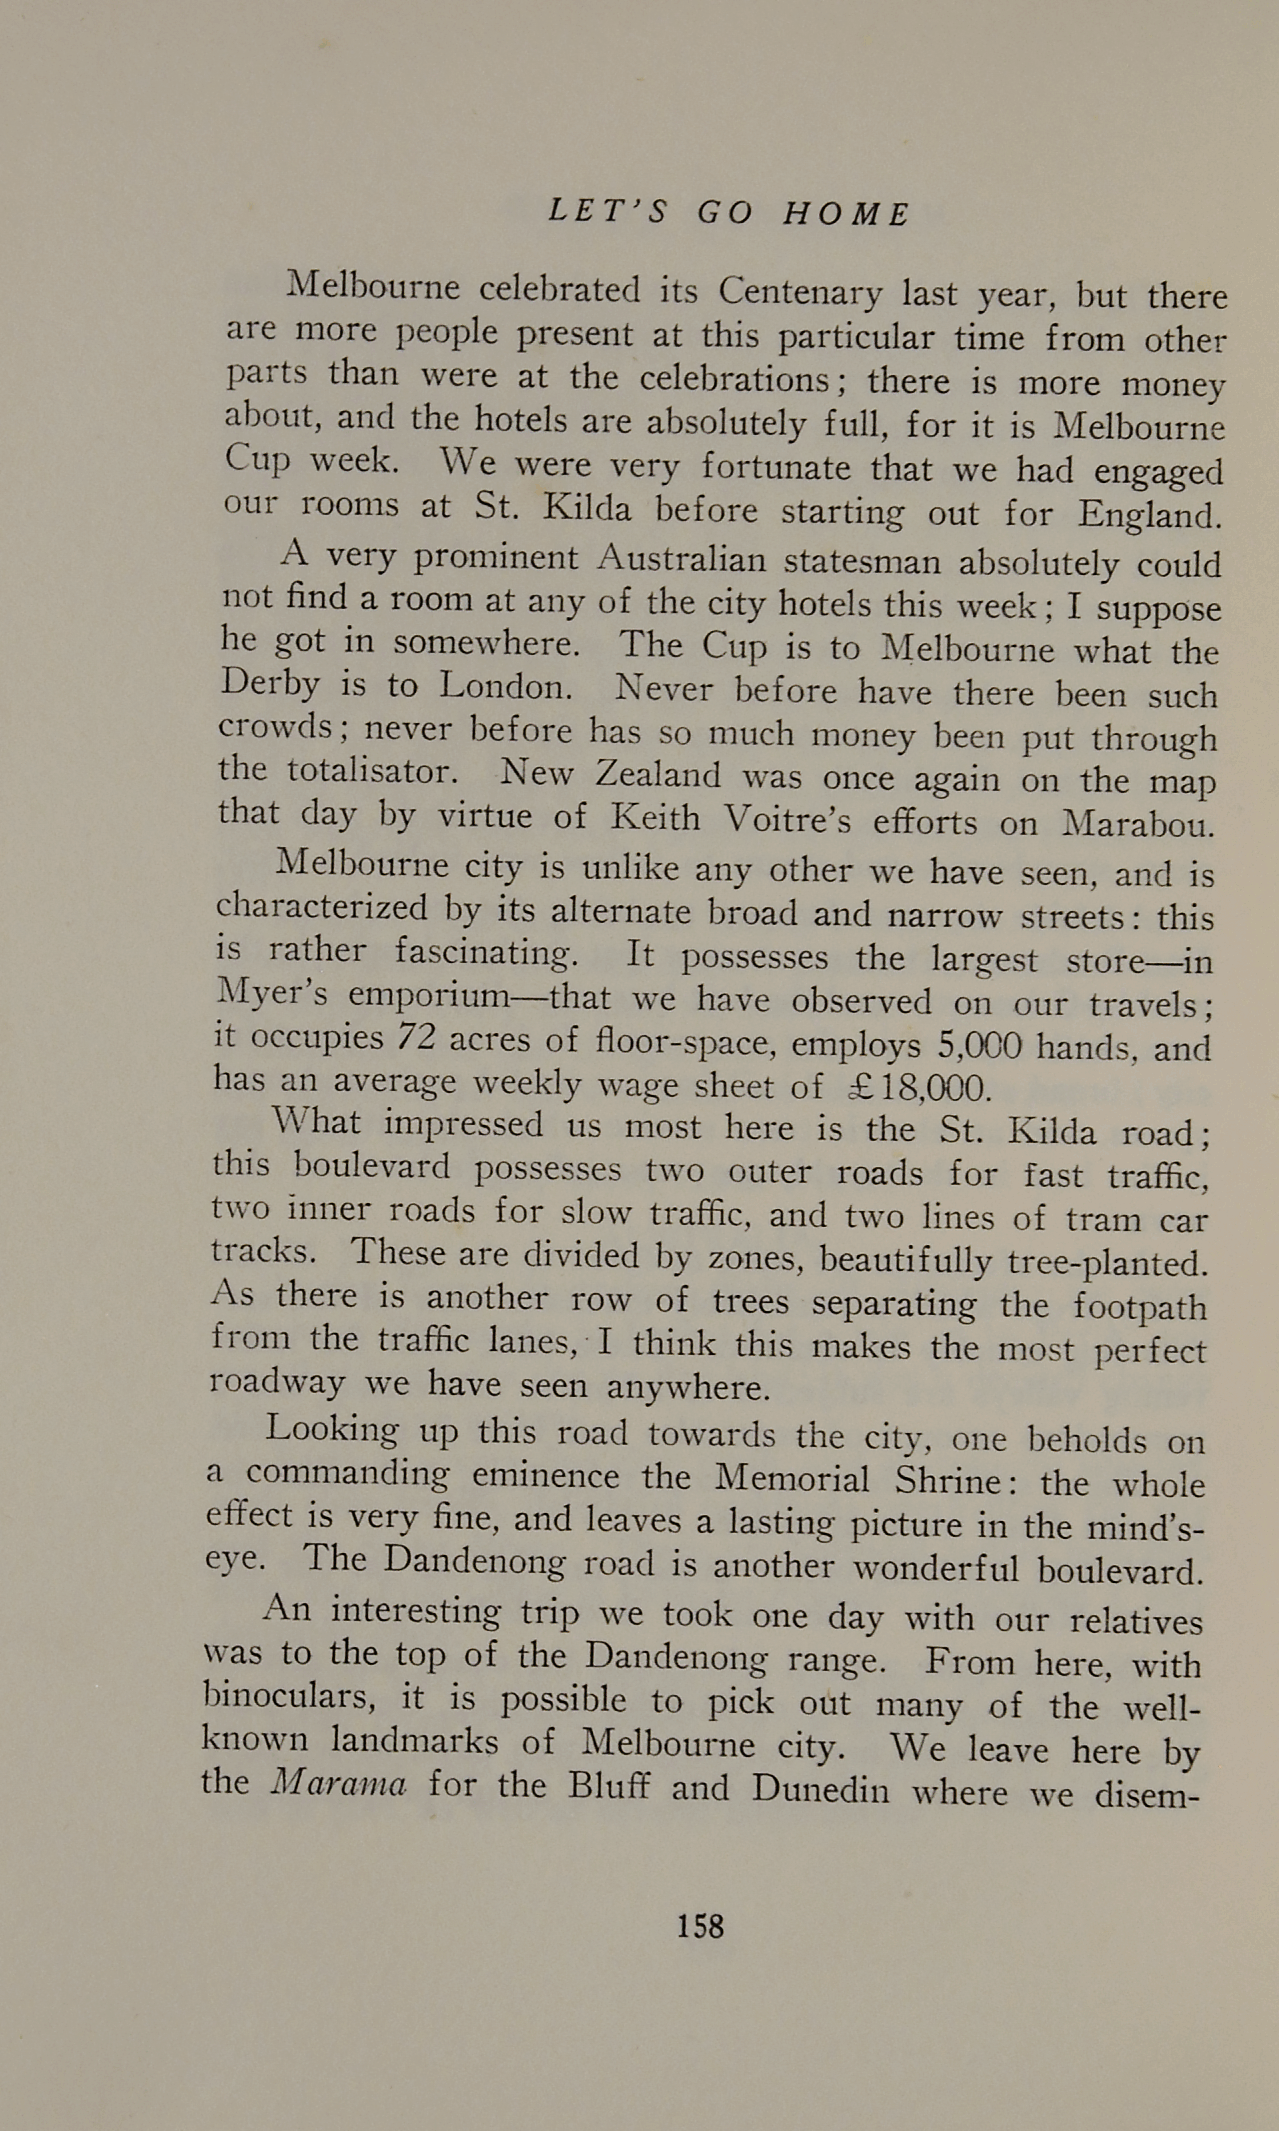 LET'S GO HOME
Melbourne celebrated its Centenary last year, but there
are more people present at this particular time from other
parts than were at the celebrations; there is more money
about, and the hotels are absolutely full, for it is Melbourne
Cup week. We were very fortunate that we had engaged
our rooms at St. Kilda before starting out for England.
A very prominent Australian statesman absolutely could
not find a room at any of the city hotels this week; I suppose
he got in somewhere. The Cup is to Melbourne what the
Derby is to London. Never before have there been such
crowds; never before has so much money been put through
the totalisator. New Zealand was once again on the map
that day by virtue of Keith Voitre's efforts on Marabou.
Melbourne city is unlike any other we have seen, and is
characterized by its alternate broad and narrow streets: this
is rather fascinating. It possesses the largest store—in
Myer's emporium—that we have observed on our travels;
it occupies 72 acres of floor-space, employs 5,000 hands, and
has an average weekly wage sheet of £18,000.
What impressed us most here is the St. Kilda road;
this boulevard possesses two outer roads for fast traffic,
two inner roads for slow traffic, and two lines of tram car
tracks. These are divided by zones, beautifully tree-planted.
As there is another row of trees separating the footpath
from the traffic lanes, I think this makes the most perfect
roadway we have seen anywhere.
Looking up this road towards the city, one beholds on
a commanding eminence the Memorial Shrine: the whole
effect is very fine, and leaves a lasting picture in the mind's-
eye. The Dandenong road is another wonderful boulevard.
An interesting trip we took one day with our relatives
was to the top of the Dandenong range. From here, with
binoculars, it is possible to pick out many of the well-
known landmarks of Melbourne city. We leave here by
the Marama for the Bluff and Dunedin where we disem-
158